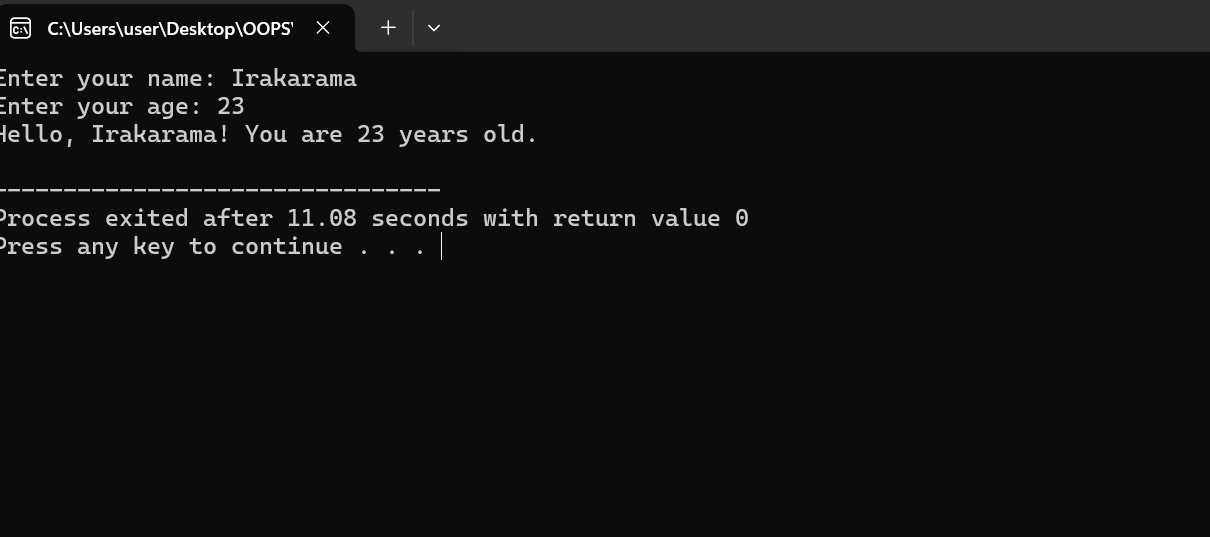 C:\Users\user\Desktop\OOPS\
Enter your name: Irakarama
Enter your age: 23
Hello, Irakarama! You are 23 years old.
--------------------------------
Process exited after 11.08 seconds with return value 0
Press any key to continue . . .